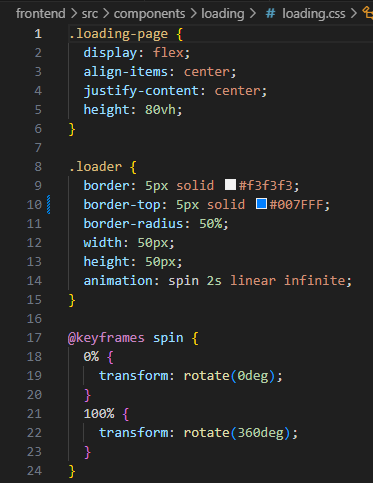 frontend > src > components > loading > # loading.css >
1 .loading-page {
2   display: flex;
3   align-items: center;
4   justify-content: center;
5   height: 80vh;
6 }
7
8 .loader {
9   border: 5px solid #f3f3f3;
10   border-top: 5px solid #007FFF;
11   border-radius: 50%;
12   width: 50px;
13   height: 50px;
14   animation: spin 2s linear infinite;
15 }
16
17 @keyframes spin {
18   0% {
19     transform: rotate(0deg);
20   }
21   100% {
22     transform: rotate(360deg);
23   }
24 }